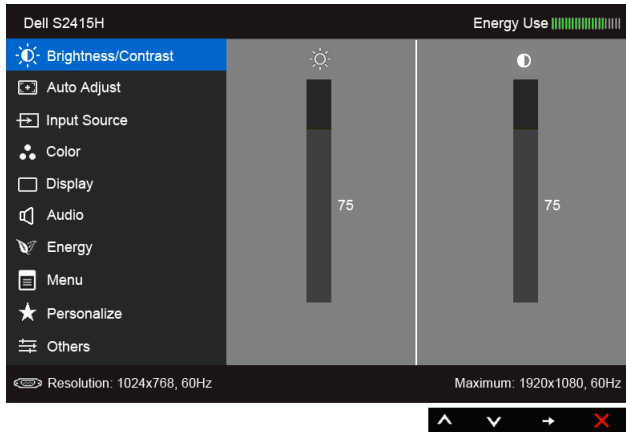 Dell S2415H
Energy Use
Brightness/Contrast
Auto Adjust
Input Source
Color
Display
Audio
Energy
Menu
Personalize
Others
75
75
Resolution: 1024x768, 60Hz
Maximum: 1920x1080, 60Hz